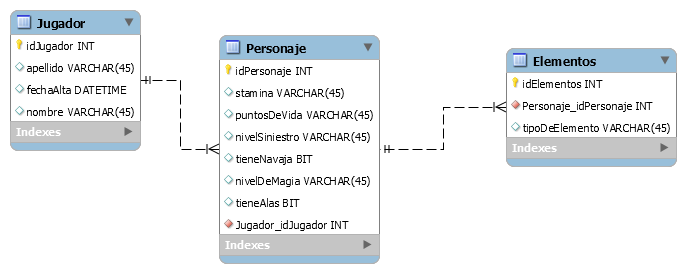 Jugador
idJugador INT
apellido VARCHAR(45)
fechaAlta DATETIME
nombre VARCHAR(45)
Indexes
Personaje
idPersonaje INT
stamina VARCHAR(45)
puntosDeVida VARCHAR(45)
nivelSiniestro VARCHAR(45)
tieneNavaja BIT
nivelDeMagia VARCHAR(45)
tieneAlas BIT
Jugador_idJugador INT
Indexes
Elementos
idElementos INT
Personaje_idPersonaje INT
tipoDeElemento VARCHAR(45)
Indexes